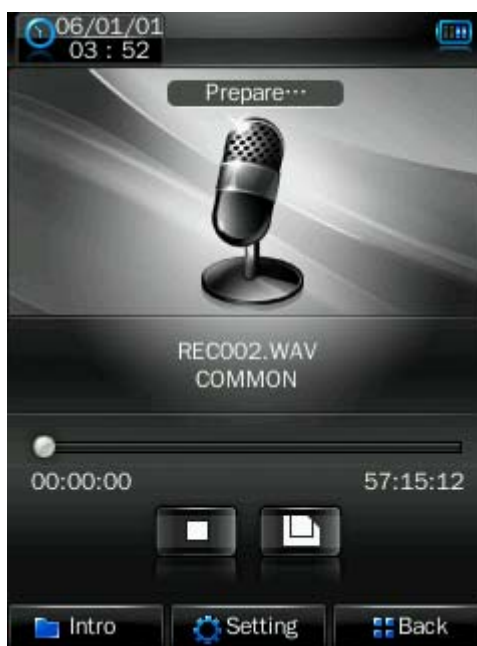 06/01/01
03 : 52
Prepare···
REC002.WAV
COMMON
00:00:00 57:15:12
Intro Setting Back